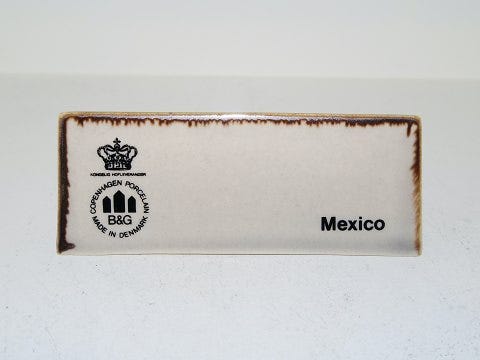 KONGELIG HOFLEVERANDØR
COPENHAGEN PORCELAIN
B&G
MADE IN DENMARK
Mexico